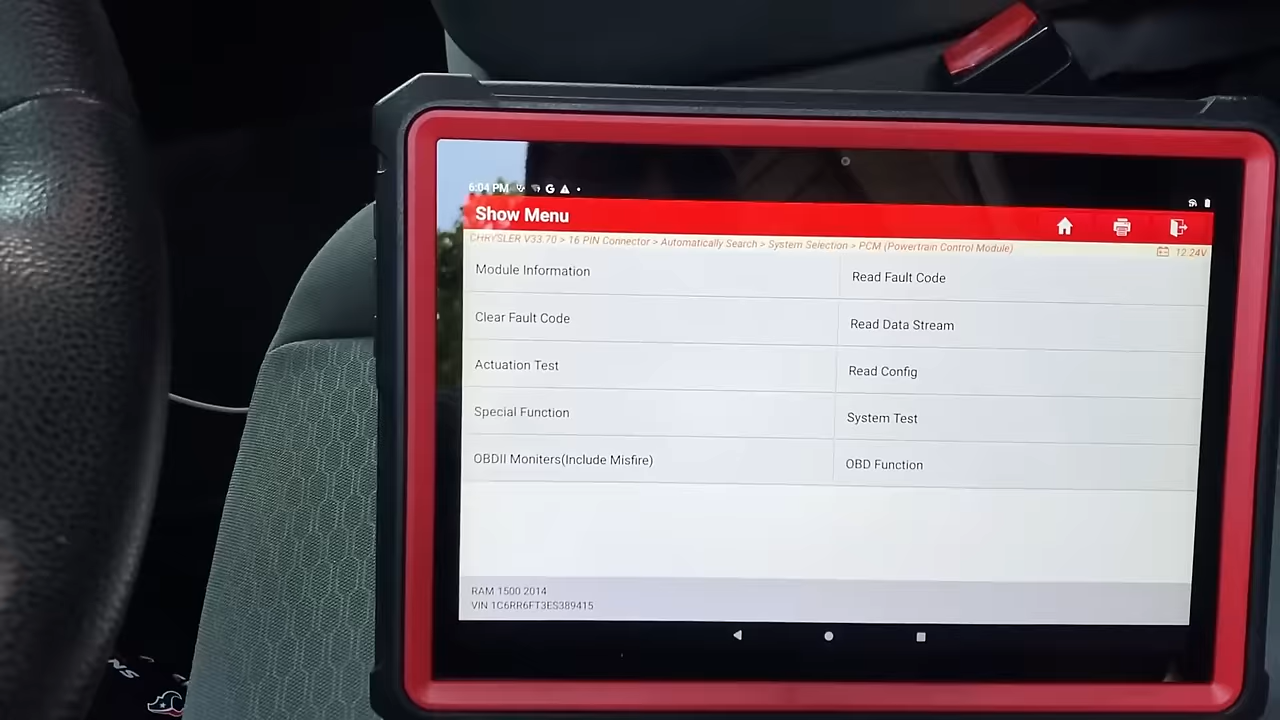 6:04 PM
Show Menu
CHRYSLER V33.70 > 16 PIN Connector > Automatically Search > System Selection > PCM (Powertrain Control Module)
12.24V
Module Information
Read Fault Code
Clear Fault Code
Read Data Stream
Actuation Test
Read Config
Special Function
System Test
OBDII Moniters(Include Misfire)
OBD Function
RAM 1500 2014
VIN 1C6RR6FT3ES389415
NS